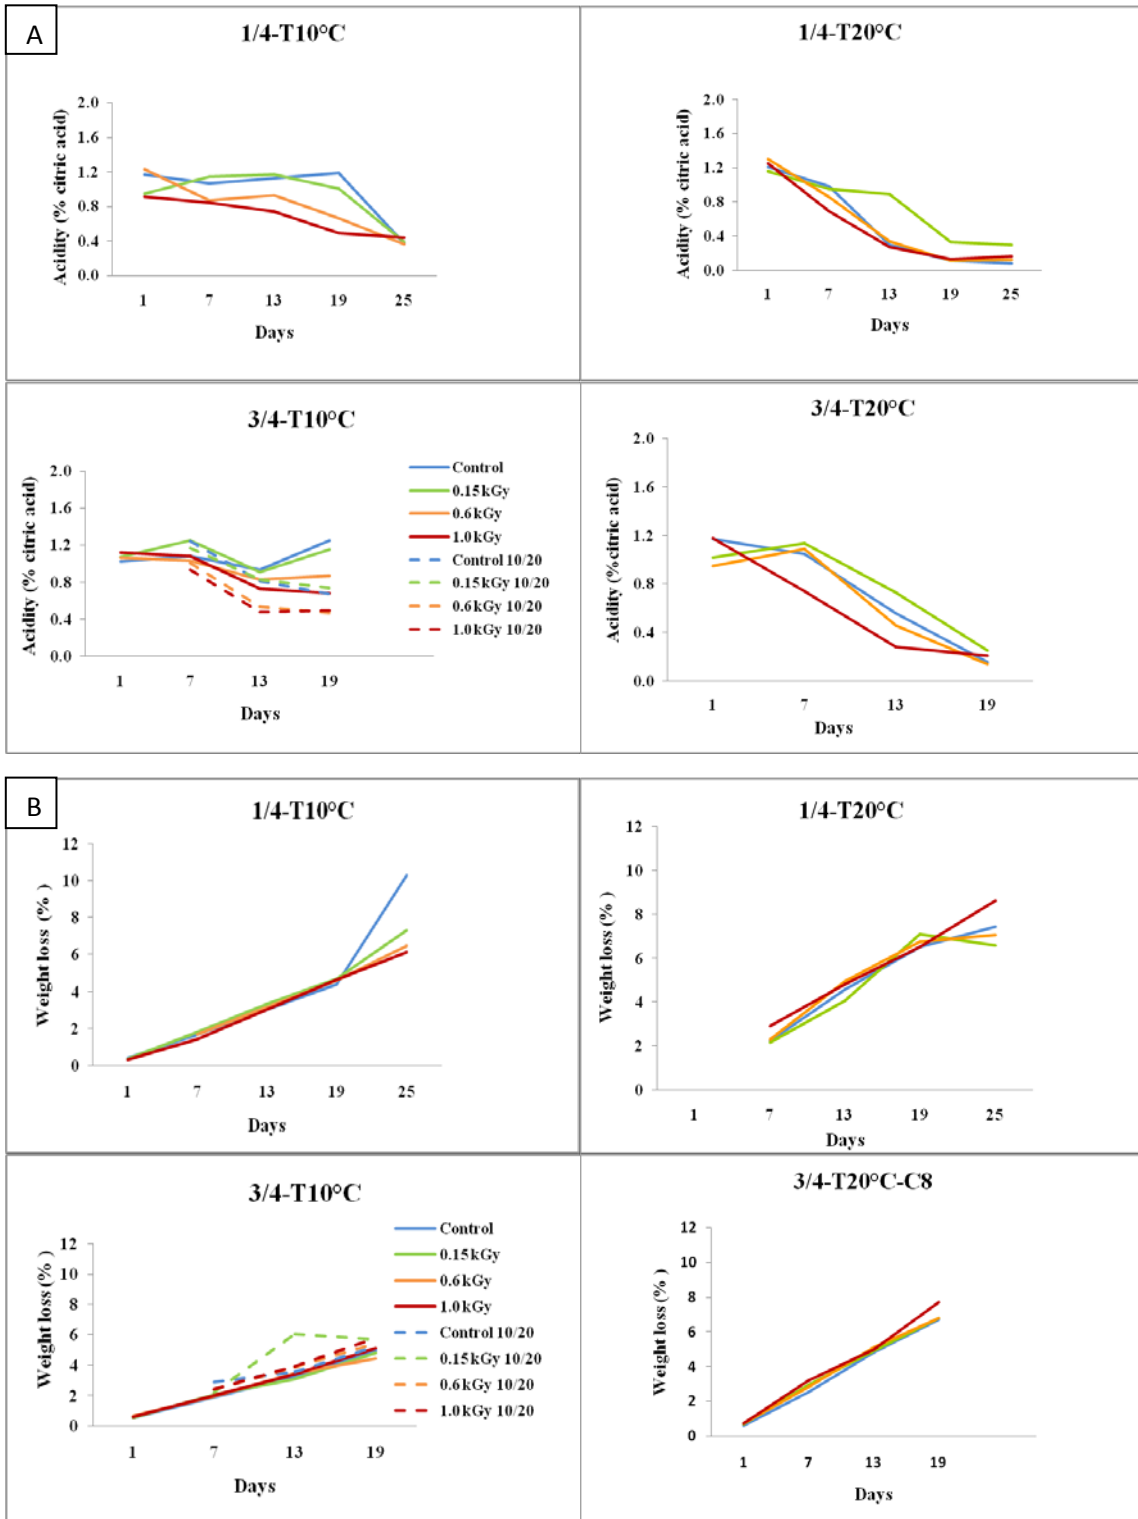 A
1/4-T10°C
Acidity (% citric acid)
2.0
1.6
1.2
0.8
0.4
0.0
1 7 13 19 25
Days
1/4-T20°C
Acidity (% citric acid)
2.0
1.6
1.2
0.8
0.4
0.0
1 7 13 19 25
Days
3/4-T10°C
Acidity (% citric acid)
2.0
1.6
1.2
0.8
0.4
0.0
1 7 13 19
Days
Control
0.15kGy
0.6kGy
1.0kGy
Control 10/20
0.15kGy 10/20
0.6kGy 10/20
1.0kGy 10/20
3/4-T20°C
Acidity (%citric acid)
2.0
1.6
1.2
0.8
0.4
0.0
1 7 13 19
Days
B
1/4-T10°C
Weight loss (% )
12
10
8
6
4
2
0
1 7 13 19 25
Days
1/4-T20°C
Weight loss (% )
12
10
8
6
4
2
0
1 7 13 19 25
Days
3/4-T10°C
Weight loss (% )
12
10
8
6
4
2
0
1 7 13 19
Days
Control
0.15kGy
0.6kGy
1.0kGy
Control 10/20
0.15kGy 10/20
0.6kGy 10/20
1.0kGy 10/20
3/4-T20°C-C8
Weight loss (% )
12
10
8
6
4
2
0
1 7 13 19
Days